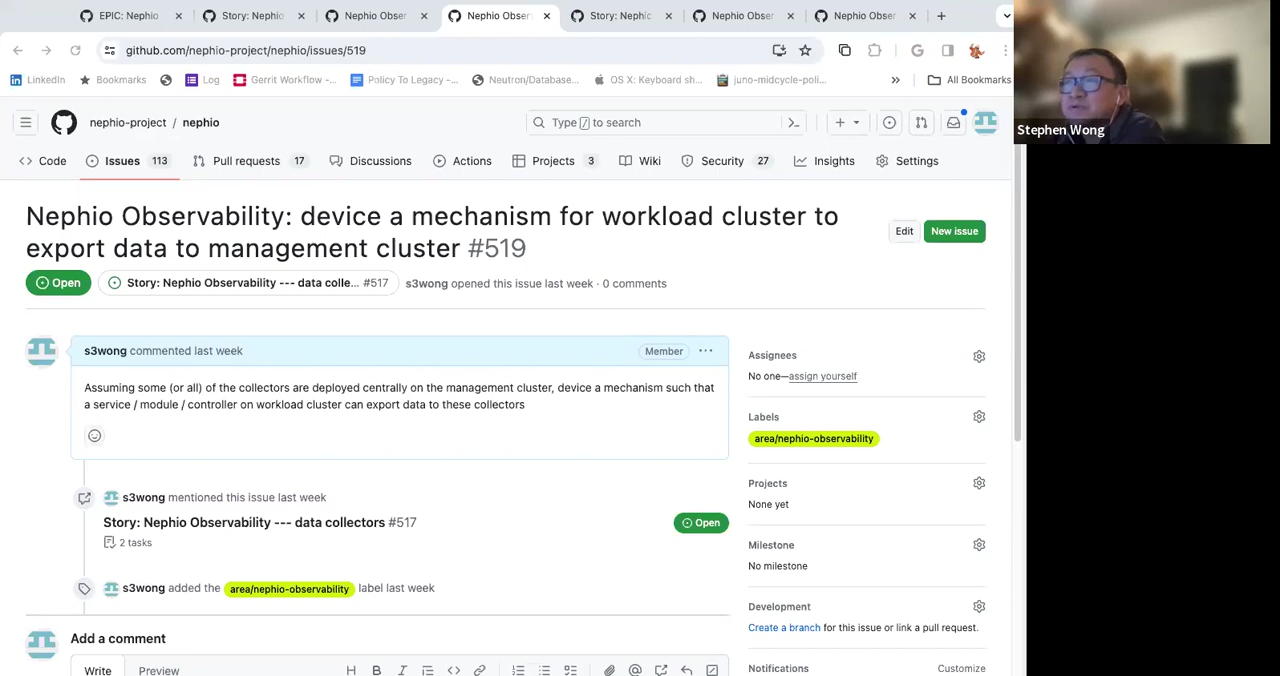 EPIC: Nephio
Story: Nephio
Nephio Obser
Nephio Obser
Story: Nephio
Nephio Obser
Nephio Obser
github.com/nephio-project/nephio/issues/519
LinkedIn
Bookmarks
Log
Gerrit Workflow -...
Policy To Legacy -...
Neutron/Database...
OS X: Keyboard sh...
juno-midcycle-poli...
All Bookmarks
Stephen Wong
nephio-project / nephio
Type / to search
Code
Issues 113
Pull requests 17
Discussions
Actions
Projects 3
Wiki
Security 27
Insights
Settings
Nephio Observability: device a mechanism for workload cluster to
export data to mangement cluster #519
Edit
New issue
Open
Story: Nephio Observability --- data colle... #517
s3wong opened this issue last week · 0 comments
s3wong commented last week
Member
Assuming some (or all) of the collectors are deployed centrally on the management cluster, device a mechanism such that
a service / module / controller on workload cluster can export data to these collectors
s3wong mentioned this issue last week
Story: Nephio Observability --- data collectors #517
Open
2 tasks
s3wong added the area/nephio-observability label last week
Add a comment
Write
Preview
Assignees
No one—assign yourself
Labels
area/nephio-observability
Projects
None yet
Milestone
No milestone
Development
Create a branch for this issue or link a pull request.
Notifications
Customize